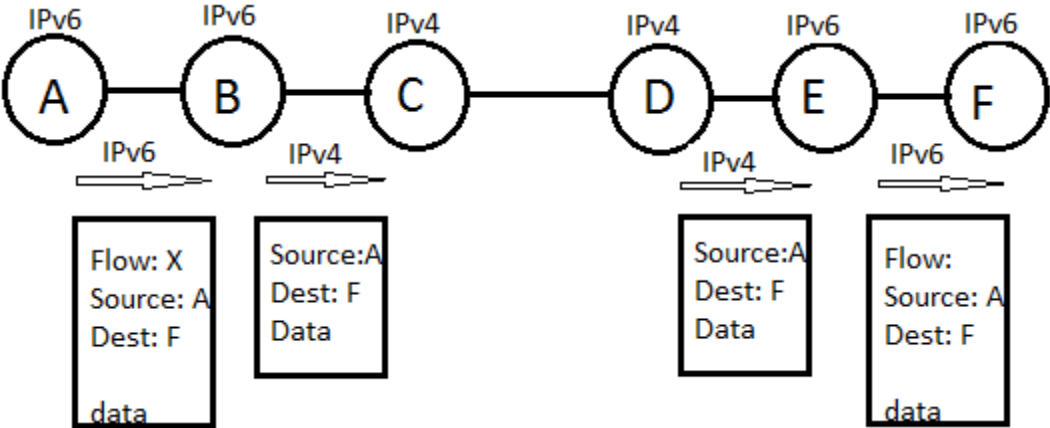 IPv6 IPv6 IPv4 IPv4 IPv6 IPv6
A B C D E F
IPv6 IPv4 IPv4 IPv6
Flow: X
Source: A
Dest: F
data
Source:A
Dest: F
Data
Source:A
Dest: F
Data
Flow:
Source: A
Dest: F
data